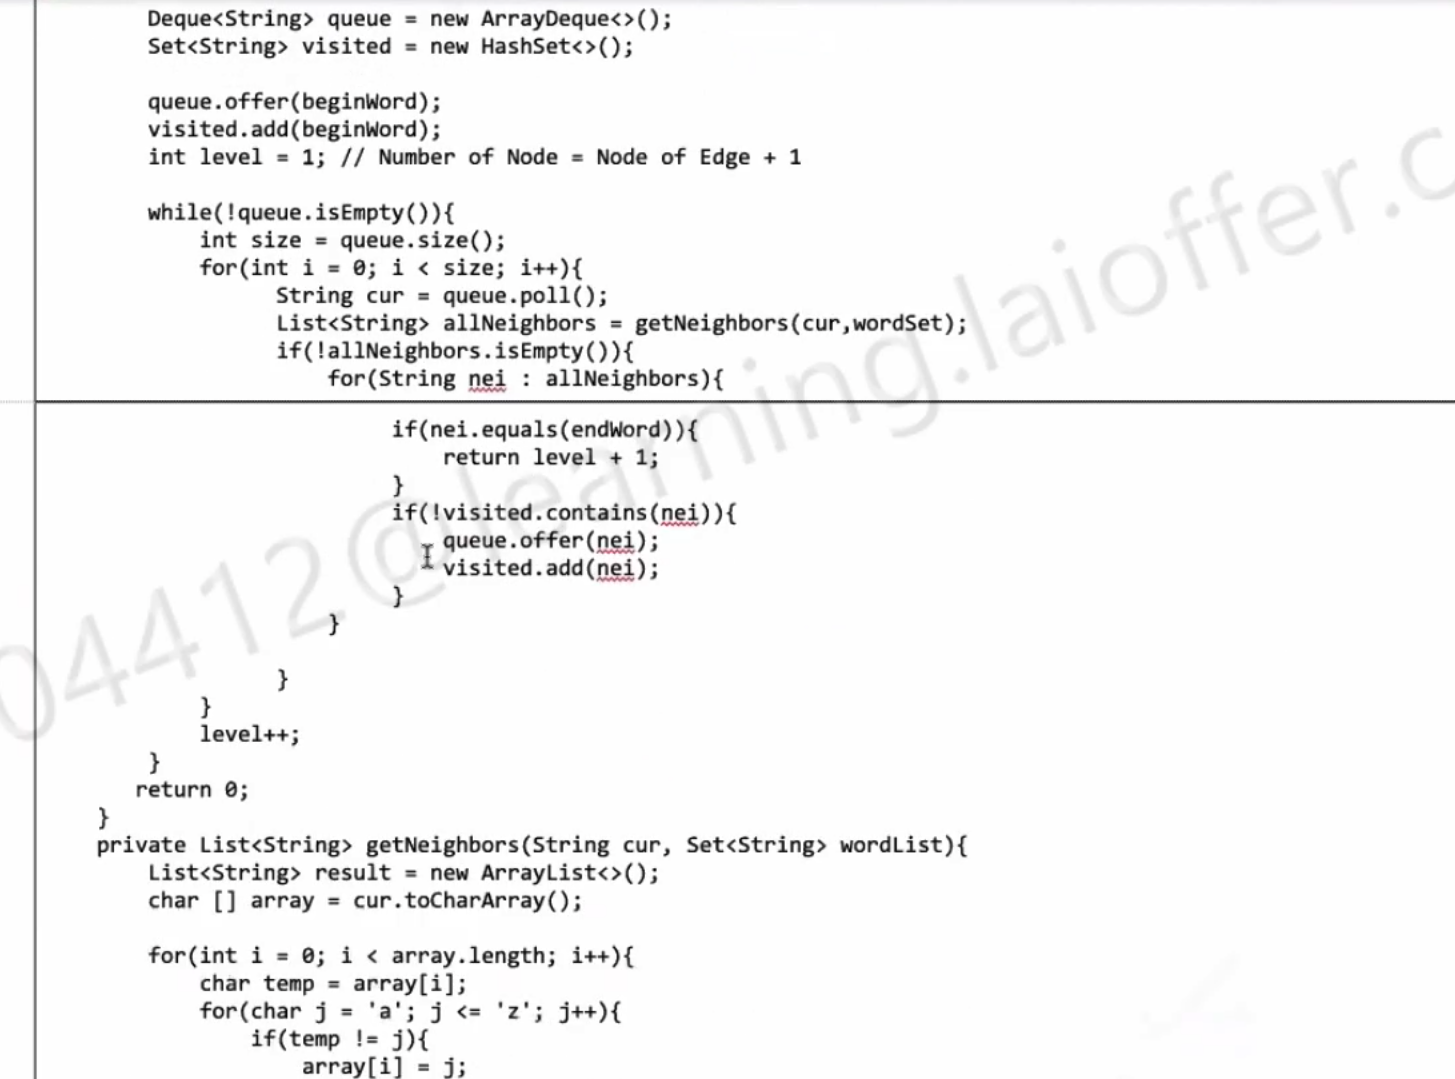 Deque<String> queue = new ArrayDeque<>();
Set<String> visited = new HashSet<>();
queue.offer(beginWord);
visited.add(beginWord);
int level = 1; // Number of Node = Node of Edge + 1
while(!queue.isEmpty()){
int size = queue.size();
for(int i = 0; i < size; i++){
String cur = queue.poll();
List<String> allNeighbors = getNeighbors(cur,wordSet);
if(!allNeighbors.isEmpty()){
for(String nei : allNeighbors){
if(nei.equals(endWord)){
return level + 1;
}
if(!visited.contains(nei)){
queue.offer(nei);
visited.add(nei);
}
}
}
}
level++;
}
return 0;
}
private List<String> getNeighbors(String cur, Set<String> wordList){
List<String> result = new ArrayList<>();
char [] array = cur.toCharArray();
for(int i = 0; i < array.length; i++){
char temp = array[i];
for(char j = 'a'; j <= 'z'; j++){
if(temp != j){
array[i] = j;
04412@learning.laioffer.c